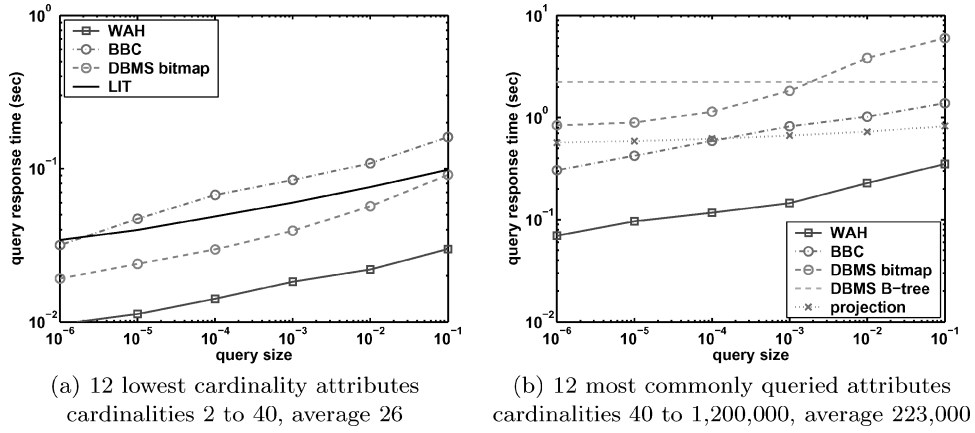 10^0
10^-1
10^-2
query response time (sec)
WAH
BBC
DBMS bitmap
LIT
10^-6 10^-5 10^-4 10^-3 10^-2 10^-1
query size
(a) 12 lowest cardinality attributes
cardinalities 2 to 40, average 26
10^1
10^0
10^-1
10^-2
query response time (sec)
WAH
BBC
DBMS bitmap
DBMS B-tree
projection
10^-6 10^-5 10^-4 10^-3 10^-2 10^-1
query size
(b) 12 most commonly queried attributes
cardinalities 40 to 1,200,000, average 223,000